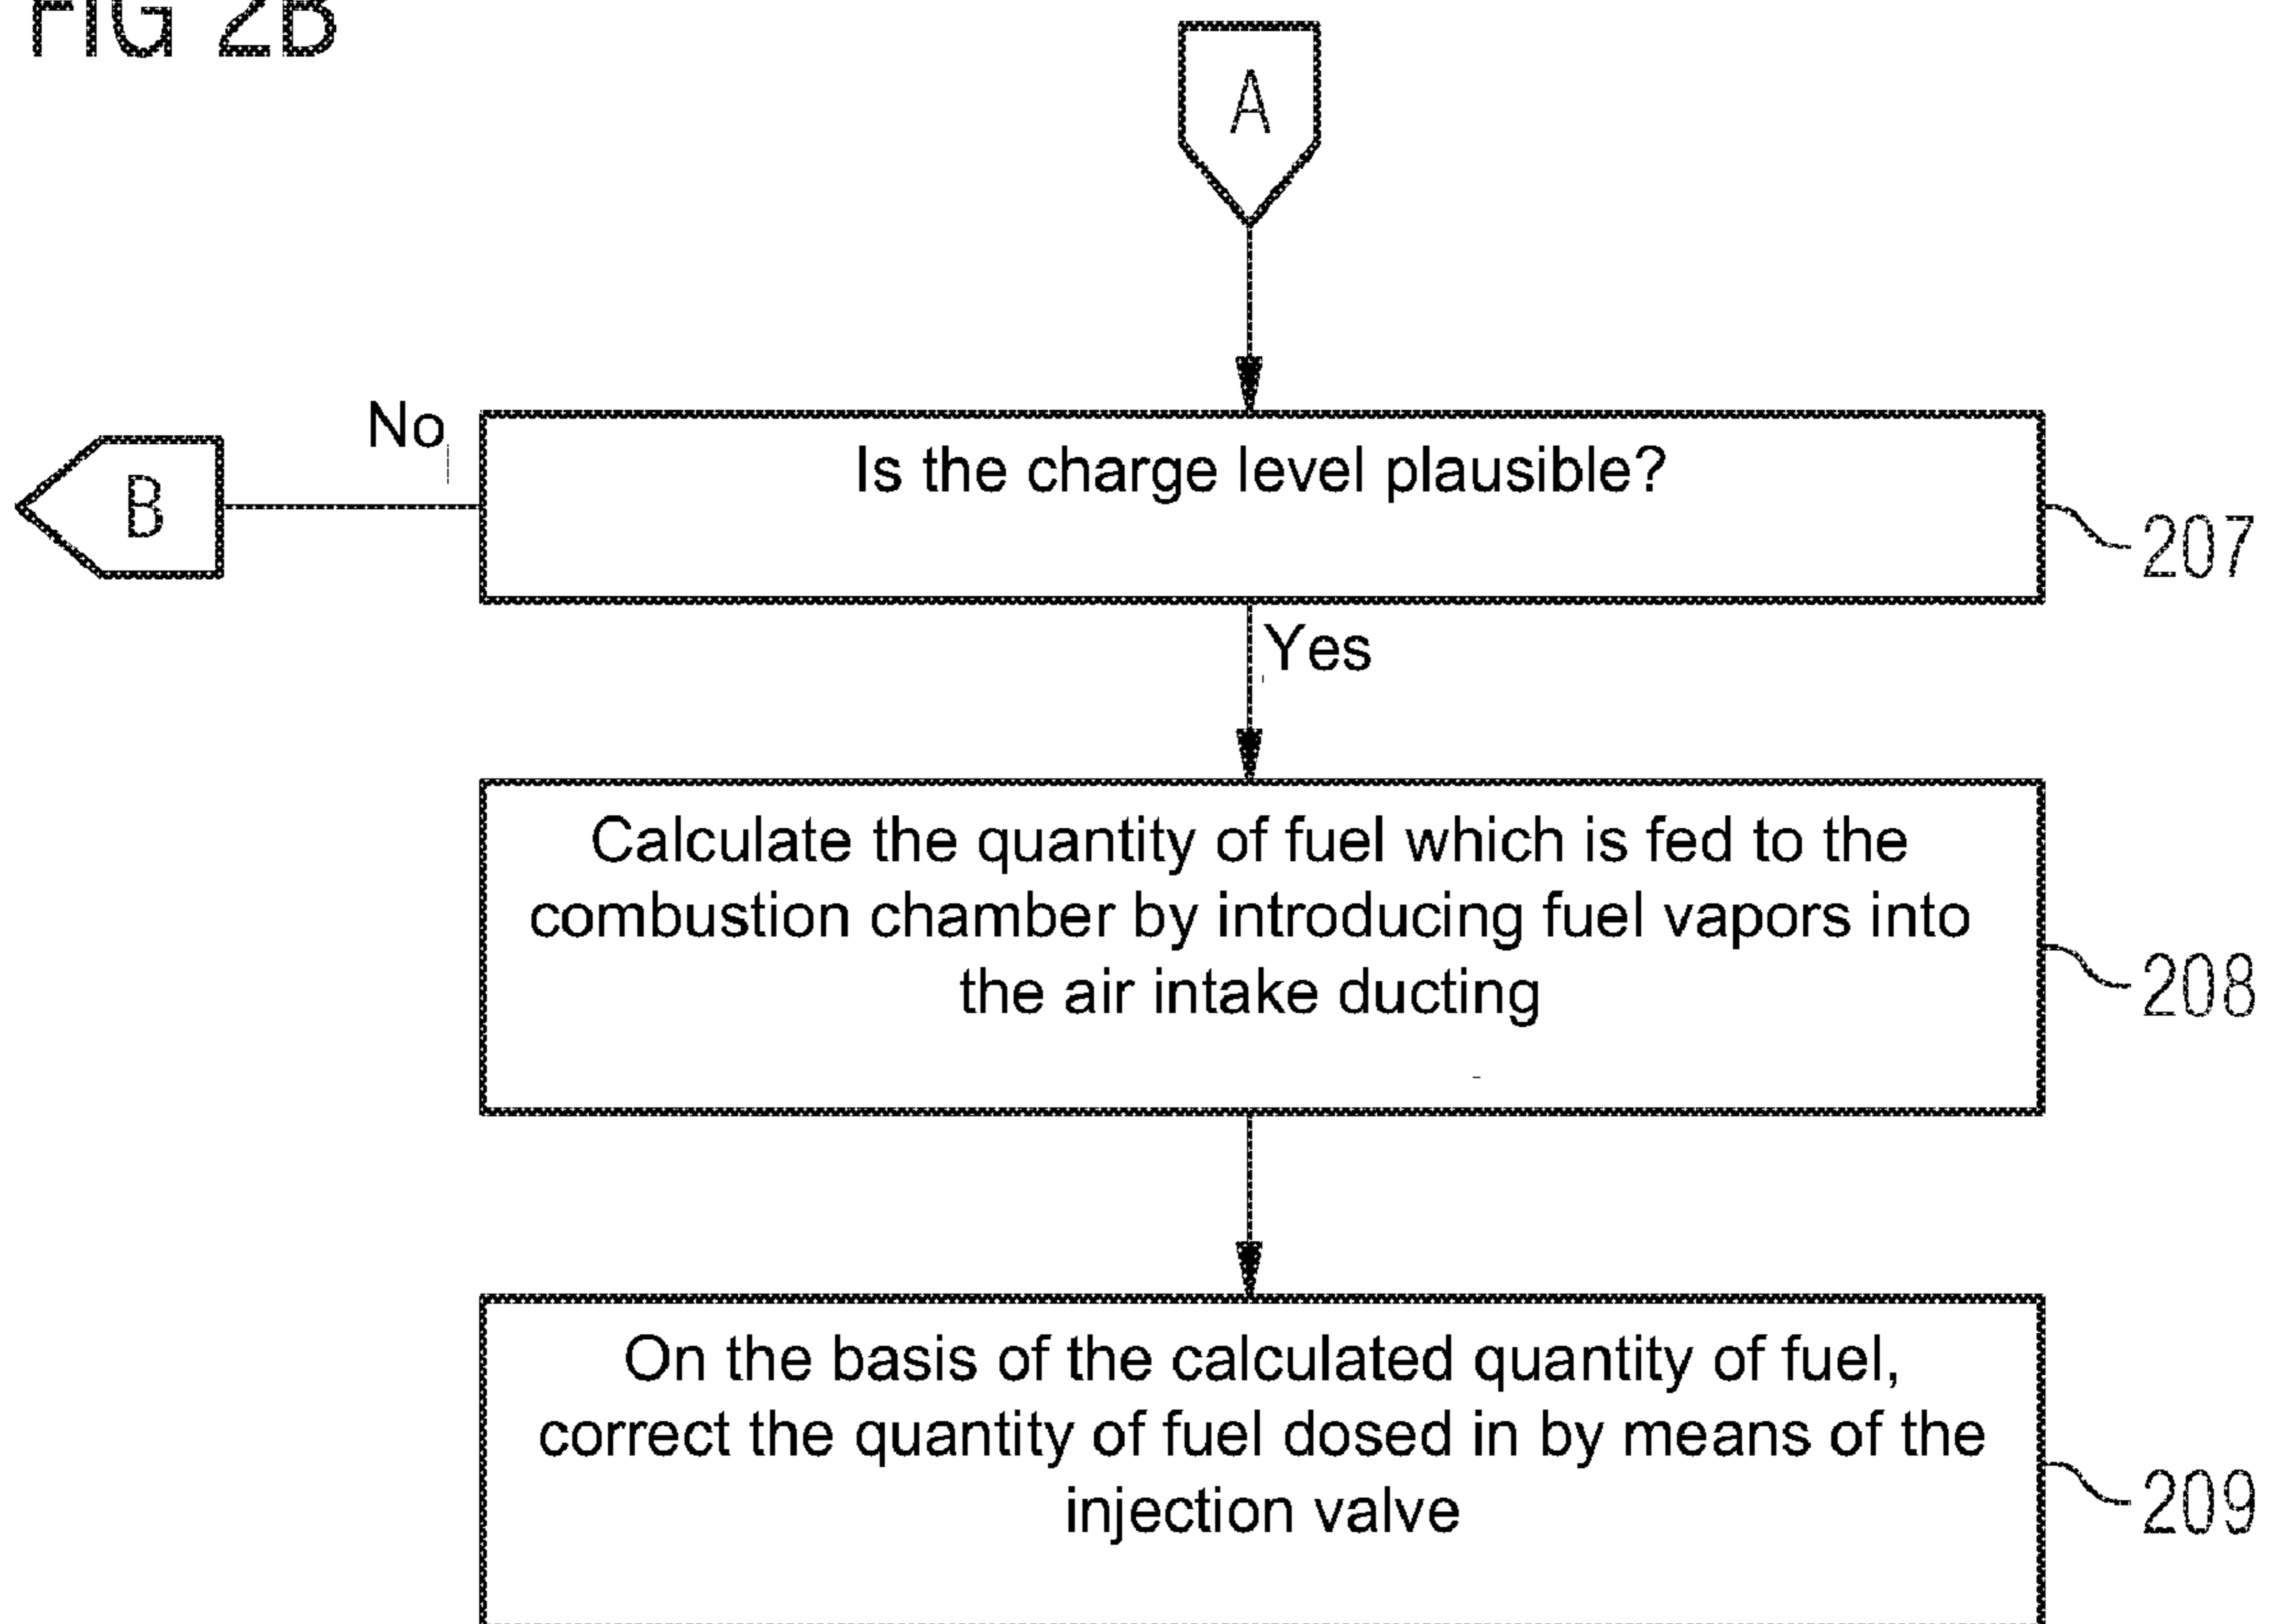 FIG 2B
A
No
B
Is the charge level plausible?
207
Yes
Calculate the quantity of fuel which is fed to the
combustion chamber by introducing fuel vapors into
the air intake ducting
208
On the basis of the calculated quantity of fuel,
correct the quantity of fuel dosed in by means of the
injection valve
209